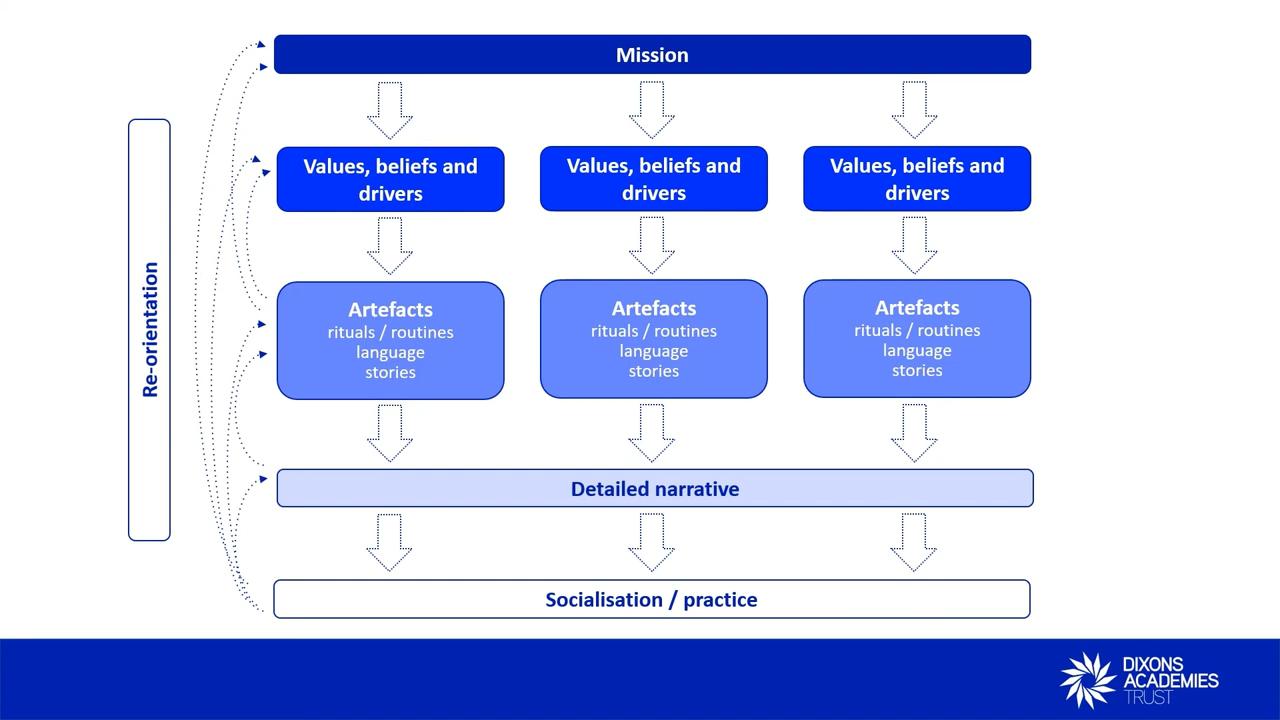 Mission
Values, beliefs and
drivers
Values, beliefs and
drivers
Values, beliefs and
drivers
Re-orientation
Artefacts
rituals / routines
language
stories
Artefacts
rituals / routines
language
stories
Artefacts
rituals / routines
language
stories
Detailed narrative
Socialisation / practice
DIXONS
ACADEMIES
TRUST